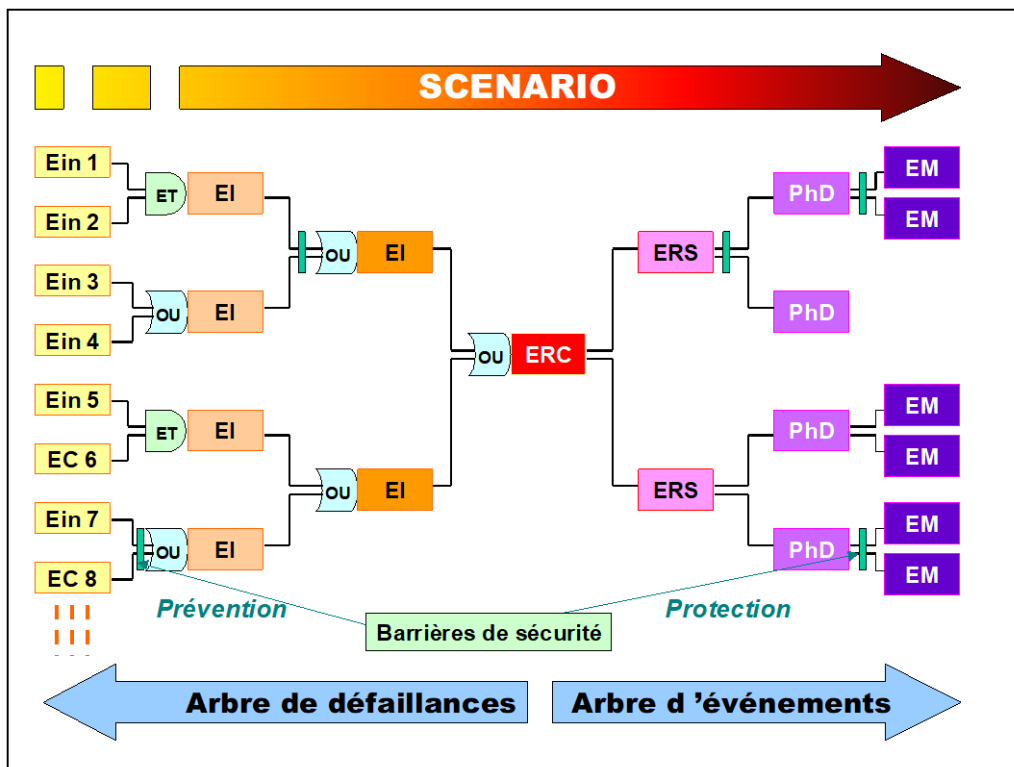 SCENARIO
Ein 1
ET
EI
PhD
EM
Ein 2
EM
OU
EI
ERS
Ein 3
OU
EI
PhD
Ein 4
OU
ERC
Ein 5
ET
EI
PhD
EM
EC 6
EM
OU
EI
ERS
Ein 7
OU
EI
PhD
EM
EC 8
EM
Prévention
Protection
Barrières de sécurité
Arbre de défaillances
Arbre d ’événements